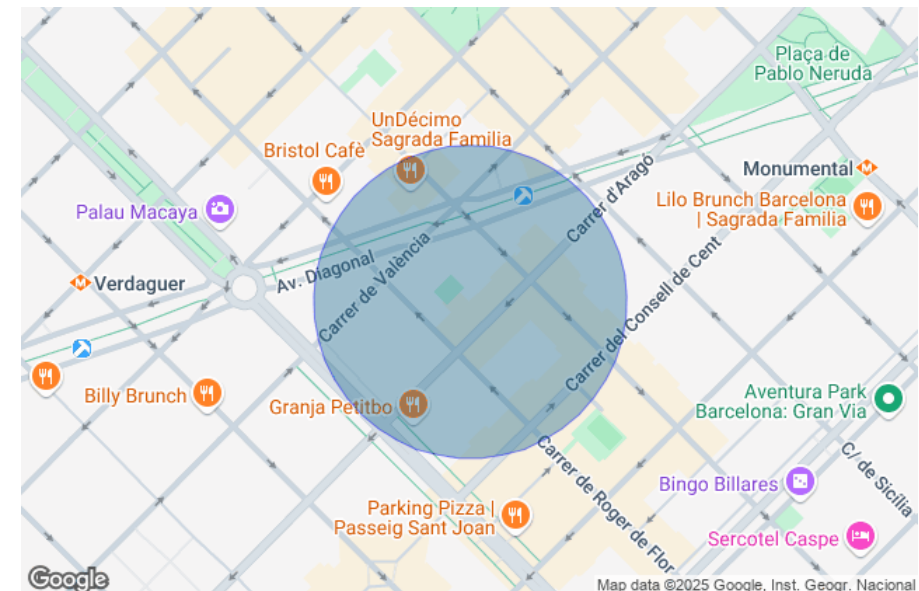 Plaça de
Pablo Neruda
UnDécimo
Sagrada Familia
Bristol Cafè
Monumental
Carrer d'Aragó
Lilo Brunch Barcelona
| Sagrada Familia
Palau Macaya
Carrer de València
Av. Diagonal
Verdaguer
Carrer del Consell de Cent
Billy Brunch
Granja Petitbo
Aventura Park
Barcelona: Gran Via
C/ de Sicília
Carrer de Roger de Flor
Bingo Billares
Parking Pizza |
Passeig Sant Joan
Sercotel Caspe
Google
Map data ©2025 Google, Inst. Geogr. Nacional